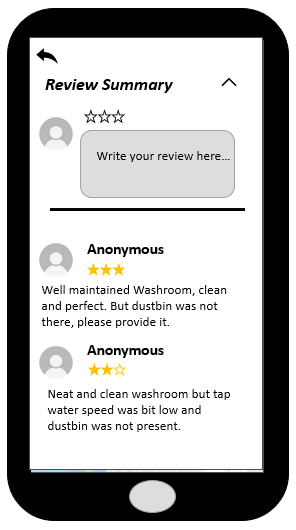 Review Summary
Write your review here...
Anonymous
Well maintained Washroom, clean
and perfect. But dustbin was not
there, please provide it.
Anonymous
Neat and clean washroom but tap
water speed was bit low and
dustbin was not present.